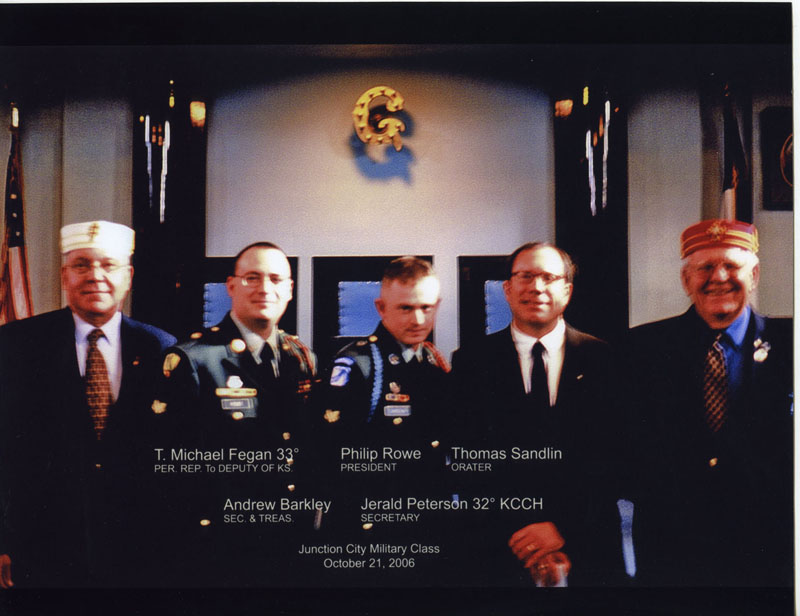 G
T. Michael Fegan 33°
PER. REP. To DEPUTY OF KS.
Philip Rowe
PRESIDENT
Thomas Sandlin
ORATER
Andrew Barkley
SEC. & TREAS.
Jerald Peterson 32° KCCH
SECRETARY
Junction City Military Class
October 21, 2006